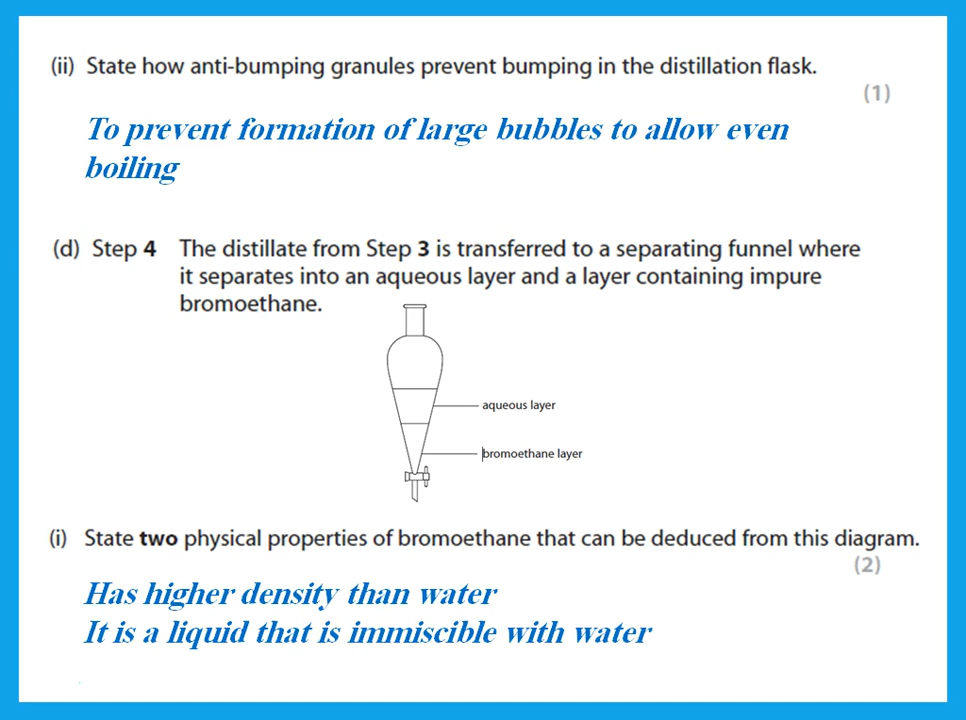 (ii) State how anti-bumping granules prevent bumping in the distillation flask.
(1)
To prevent formation of large bubbles to allow even
boiling
(d) Step 4 The distillate from Step 3 is transferred to a separating funnel where
it separates into an aqueous layer and a layer containing impure
bromoethane.
aqueous layer
bromoethane layer
(i) State two physical properties of bromoethane that can be deduced from this diagram.
(2)
Has higher density than water
It is a liquid that is immiscible with water